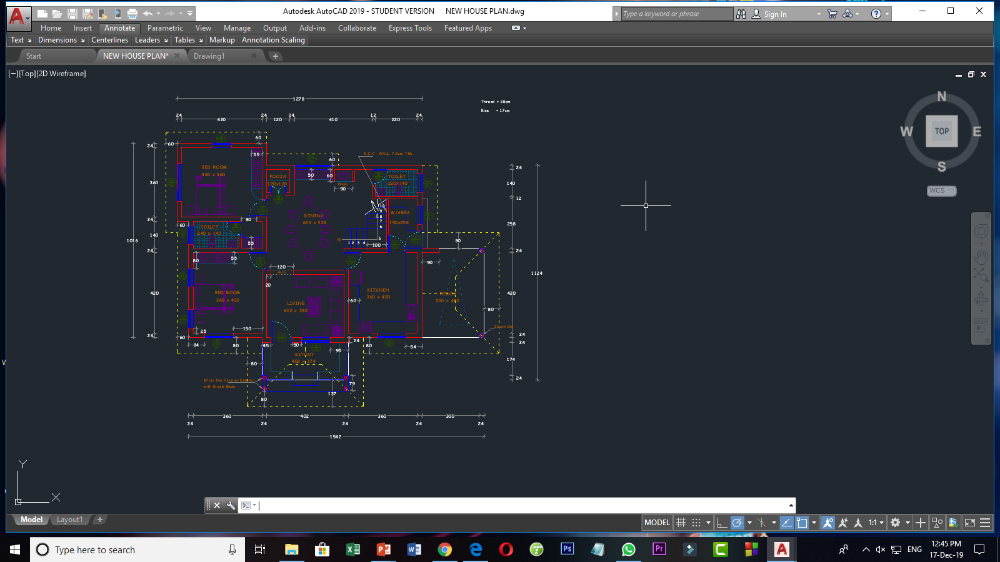 Autodesk AutoCAD 2019 - STUDENT VERSION NEW HOUSE PLAN.dwg
Type a keyword or phrase
Sign In
Home Insert Annotate Parametric View Manage Output Add-ins Collaborate Express Tools Featured Apps
Text Dimensions Centerlines Leaders Tables Markup Annotation Scaling
Start NEW HOUSE PLAN* Drawing1
[−][Top][2D Wireframe]
N
W TOP E
S
WCS
Thread = 28cm
Rise = 17cm
1278
24 420 24 120 24 410 12 220 24
60
60
24
55
R.C.C WALL 7.5cm Thk
60
BED ROOM
420 x 360
POOJA
120x120
50
60
Wash
90
TOILET
220x140
24
140
12
360
10
9
8
7
6
5
DINING
624 x 524
W/AREA
150x258
258
24
60
80
TOILET
240 x 140
140
1016
55
Up
1 2 3 4
100
80
24
24
80
55
120
Arch
90
1124
20
BED ROOM
360 x 420
420
LIVING
402 x 330
KITCHEN
360 x 420
60
300 x 420
420
80
25
150
22 cm Dia
24
60
24
24
24
84
80
45
50
95
80
84
SITOUT
402 x 174
174
80
24
20 cm Dia Circular Column
with Single Base
79
80
137
360 402 360 300
24 24 24 24 24
1542
Y
X
Model Layout1
MODEL
1:1
Type here to search
Ps
Pr
ENG
12:45 PM
17-Dec-19